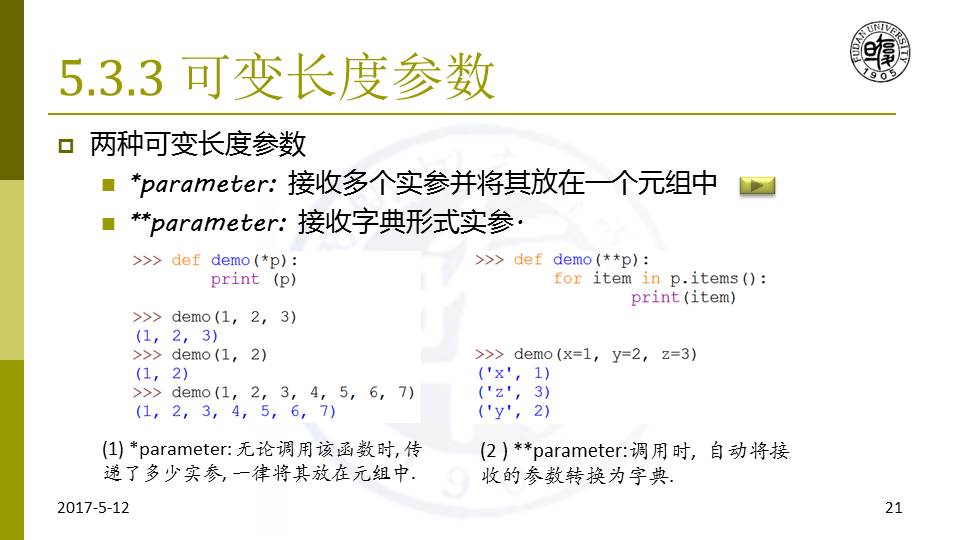 5.3.3 可变长度参数
FUDAN UNIVERSITY
1905
两种可变长度参数
*parameter: 接收多个实参并将其放在一个元组中
**parameter: 接收字典形式实参·
>>> def demo(*p):
        print (p)
>>> demo(1, 2, 3)
(1, 2, 3)
>>> demo(1, 2)
(1, 2)
>>> demo(1, 2, 3, 4, 5, 6, 7)
(1, 2, 3, 4, 5, 6, 7)
(1) *parameter: 无论调用该函数时, 传
递了多少实参, 一律将其放在元组中.
>>> def demo(**p):
        for item in p.items():
                print(item)
>>> demo(x=1, y=2, z=3)
('x', 1)
('z', 3)
('y', 2)
(2 ) **parameter:调用时, 自动将接
收的参数转换为字典.
2017-5-12
21